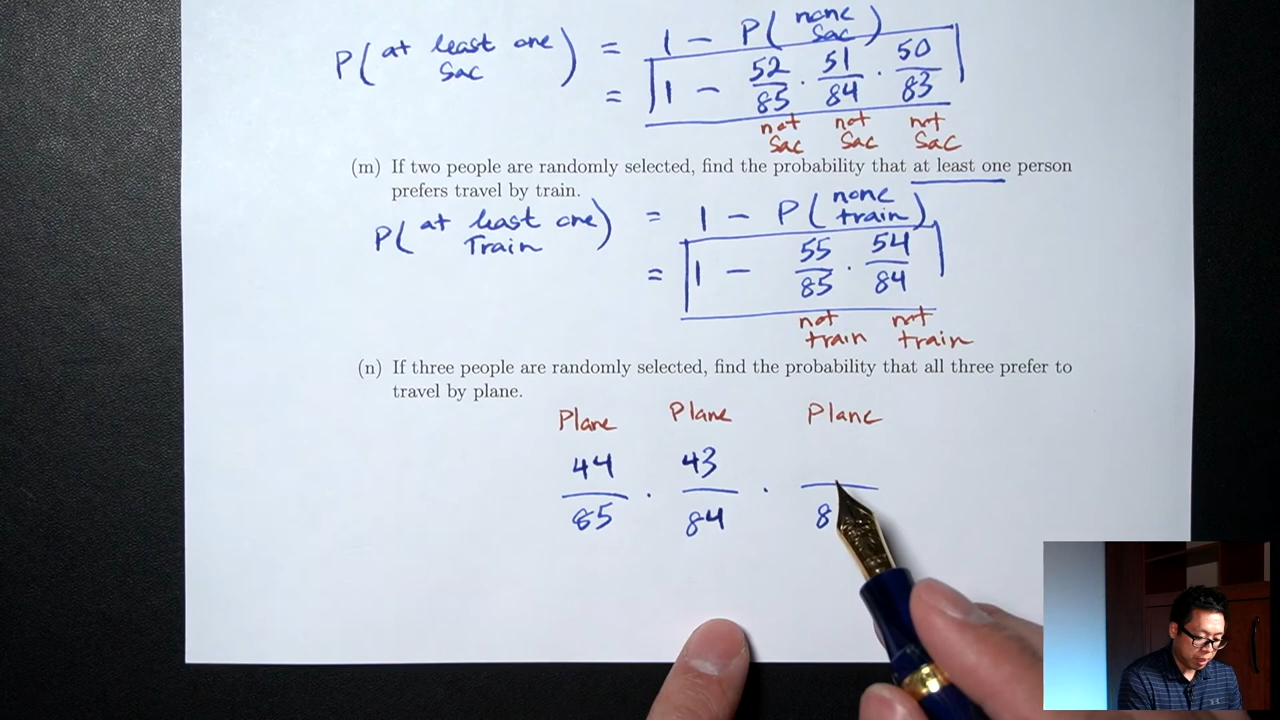 P( at least one Sac ) = 1 - P( none Sac )
= 1 - 52/85 · 51/84 · 50/83
not Sac not Sac not Sac
(m) If two people are randomly selected, find the probability that at least one person
prefers travel by train.
P( at least one Train ) = 1 - P( none train )
= 1 - 55/85 · 54/84
not train not train
(n) If three people are randomly selected, find the probability that all three prefer to
travel by plane.
Plane Plane Plane
44/85 · 43/84 · /8